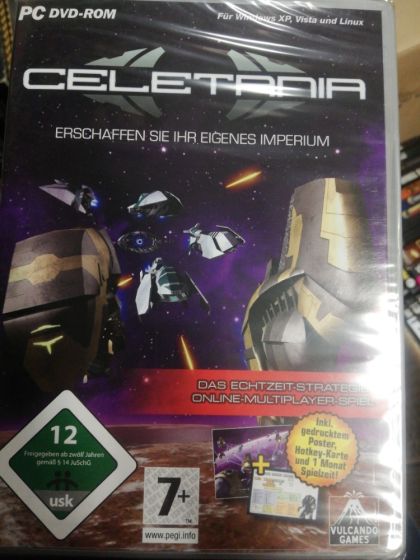 PC DVD-ROM
Für Windows XP, Vista und Linux
CELETANIA
ERSCHAFFEN SIE IHR EIGENES IMPERIUM
DAS ECHTZEIT-STRATEGIE-
ONLINE-MULTIPLAYER-SPIEL
Inkl.
gedrucktem
Poster,
Hotkey-Karte
und 1 Monat
Spielzeit!
+
12
Freigegeben ab zwölf Jahren
gemäß § 14 JuSchG
usk
7+
www.pegi.info
VULCANDO
GAMES